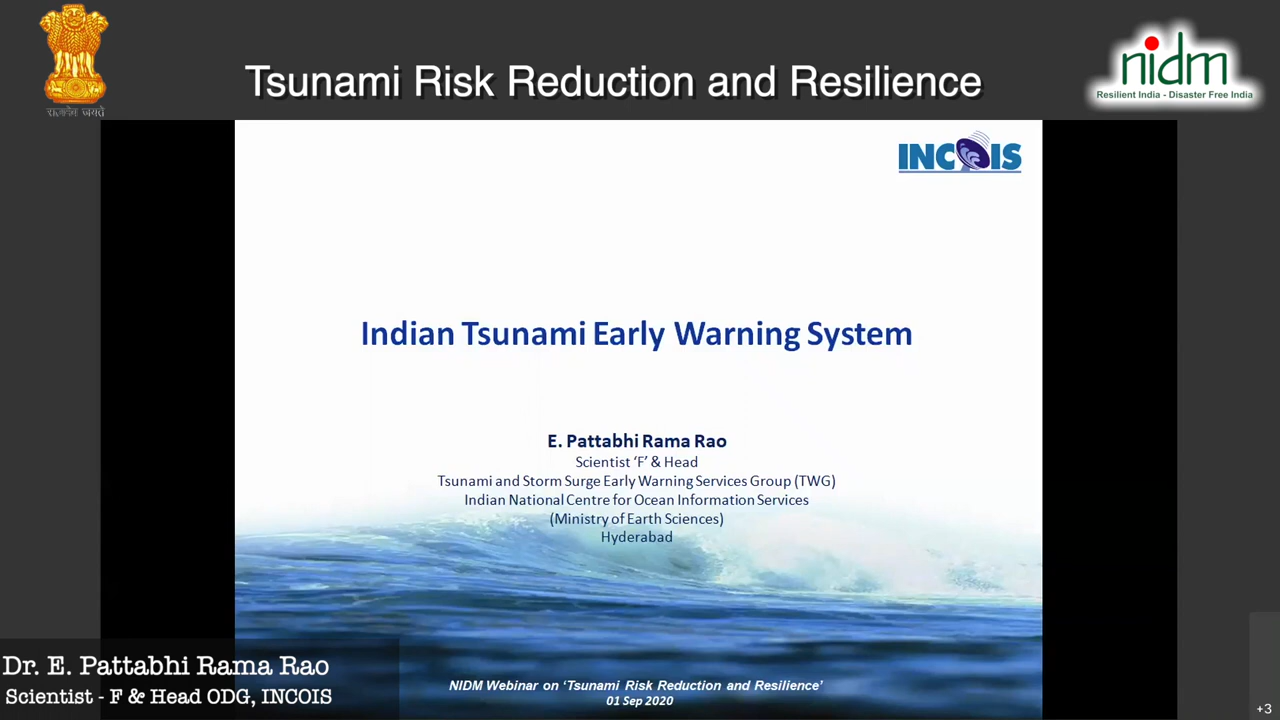 Tsunami Risk Reduction and Resilience
सत्यमेव जयते
nidm
Resilient India - Disaster Free India
INCOIS
Indian Tsunami Early Warning System
E. Pattabhi Rama Rao
Scientist ‘F’ & Head
Tsunami and Storm Surge Early Warning Services Group (TWG)
Indian National Centre for Ocean Information Services
(Ministry of Earth Sciences)
Hyderabad
Dr. E. Pattabhi Rama Rao
Scientist - F & Head ODG, INCOIS
NIDM Webinar on ‘Tsunami Risk Reduction and Resilience’
01 Sep 2020
+3